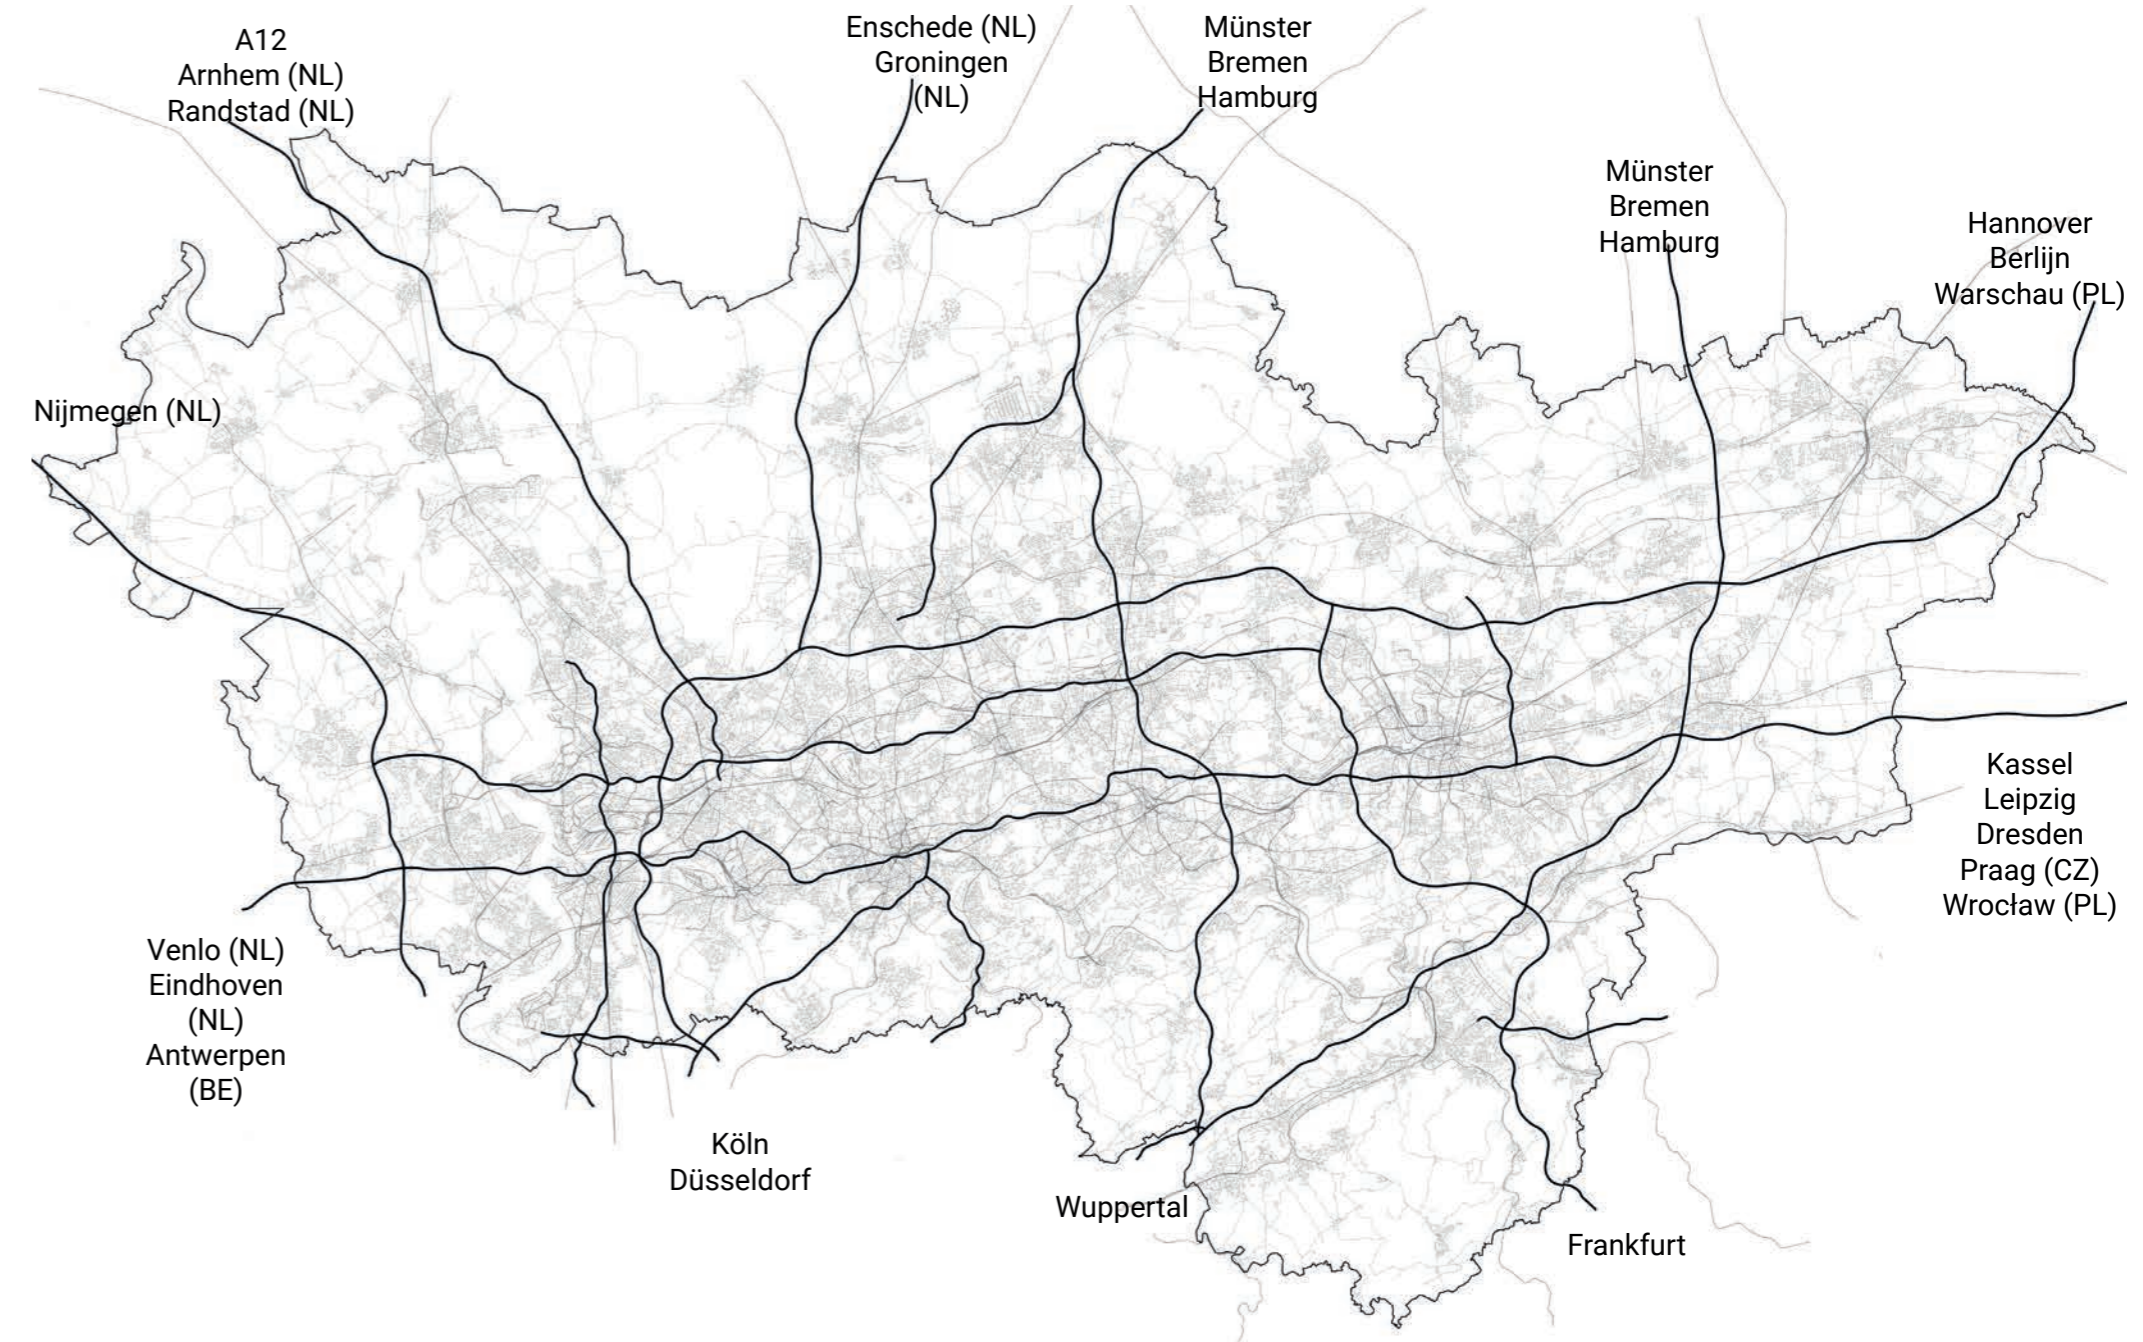 A12
Arnhem (NL)
Randstad (NL)
Enschede (NL)
Groningen
(NL)
Münster
Bremen
Hamburg
Münster
Bremen
Hamburg
Hannover
Berlijn
Warschau (PL)
Nijmegen (NL)
Kassel
Leipzig
Dresden
Praag (CZ)
Wrocław (PL)
Venlo (NL)
Eindhoven
(NL)
Antwerpen
(BE)
Köln
Düsseldorf
Wuppertal
Frankfurt